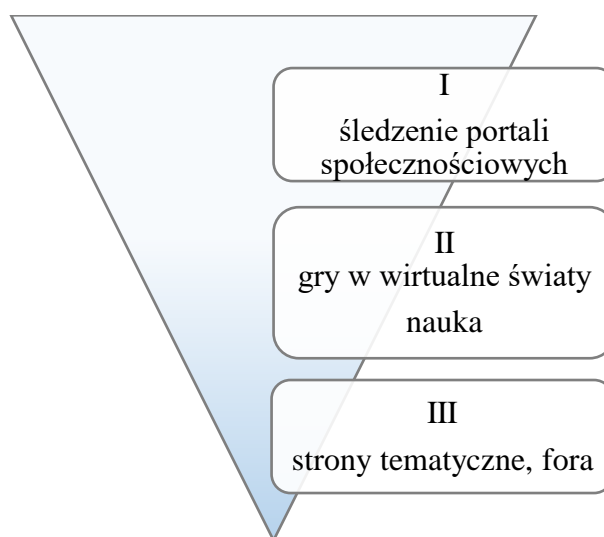 I
śledzenie portali
społecznościowych
II
gry w wirtualne światy
nauka
III
strony tematyczne, fora